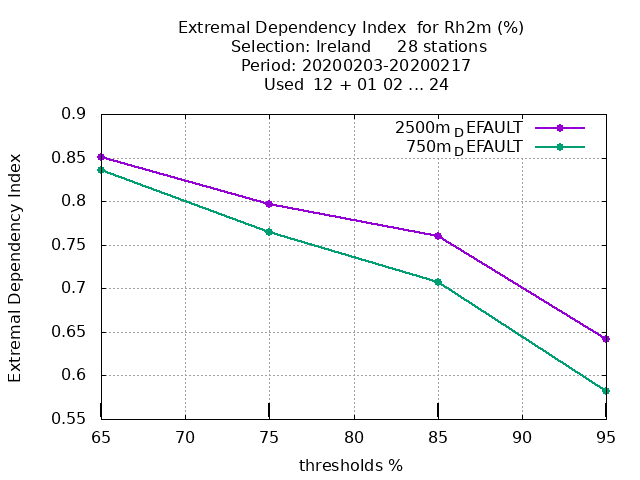 Extremal Dependency Index  for Rh2m (%)
Selection: Ireland     28 stations
Period: 20200203-20200217
Used  12 + 01 02 ... 24
2500m_DEFAULT
750m_DEFAULT
Extremal Dependency Index
0.9
0.85
0.8
0.75
0.7
0.65
0.6
0.55
65 70 75 80 85 90 95
thresholds %